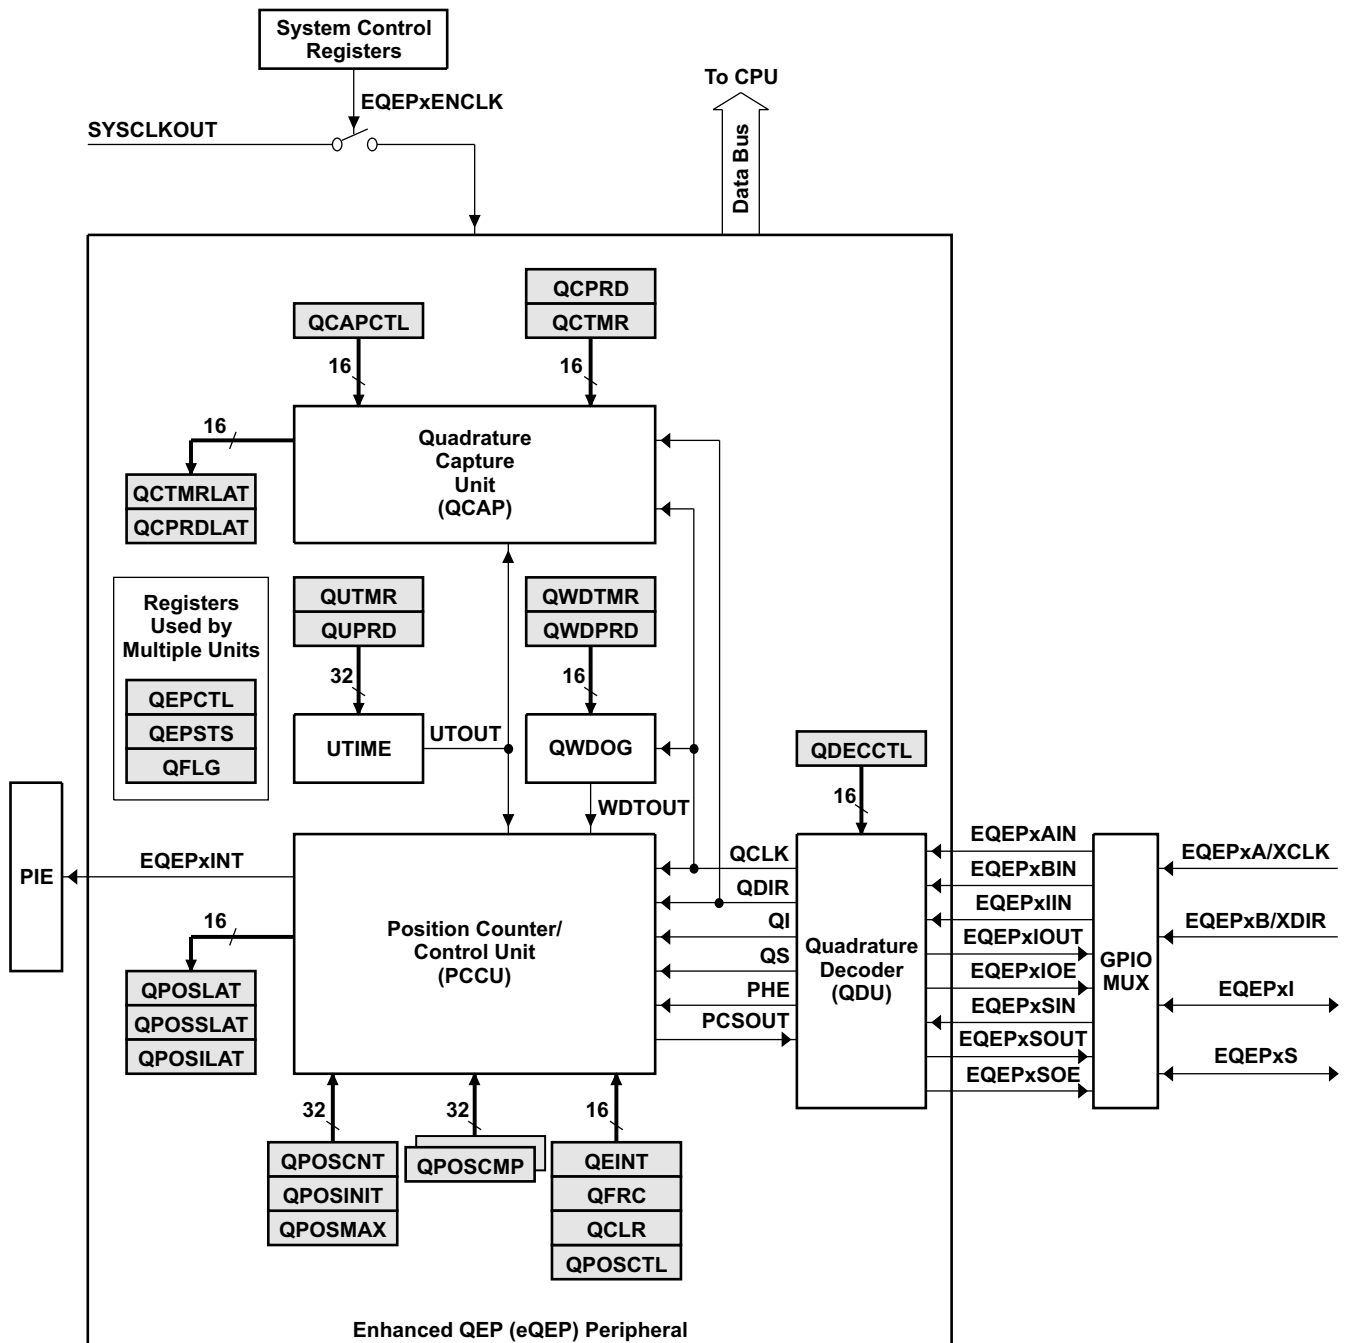 System Control
Registers
To CPU
EQEPxENCLK
SYSCLKOUT
Data Bus
QCPRD
QCAPCTL
QCTMR
16
16
16
Quadrature
Capture
Unit
(QCAP)
QCTMRLAT
QCPRDLAT
Registers
Used by
Multiple Units
QEPCTL
QEPSTS
QFLG
QUTMR
QUPRD
QWDTMR
QWDPRD
32
16
UTIME
UTOUT
QWDOG
QDECCTL
WDTOUT
16
PIE
EQEPxINT
16
Position Counter/
Control Unit
(PCCU)
QCLK
QDIR
QI
QS
PHE
PCSOUT
Quadrature
Decoder
(QDU)
EQEPxAIN
EQEPxBIN
EQEPxIIN
EQEPxIOUT
EQEPxIOE
EQEPxSIN
EQEPxSOUT
EQEPxSOE
GPIO
MUX
EQEPxA/XCLK
EQEPxB/XDIR
EQEPxI
EQEPxS
QPOSLAT
QPOSSLAT
QPOSILAT
32
32
16
QPOSCNT
QPOSINIT
QPOSMAX
QPOSCMP
QEINT
QFRC
QCLR
QPOSCTL
Enhanced QEP (eQEP) Peripheral